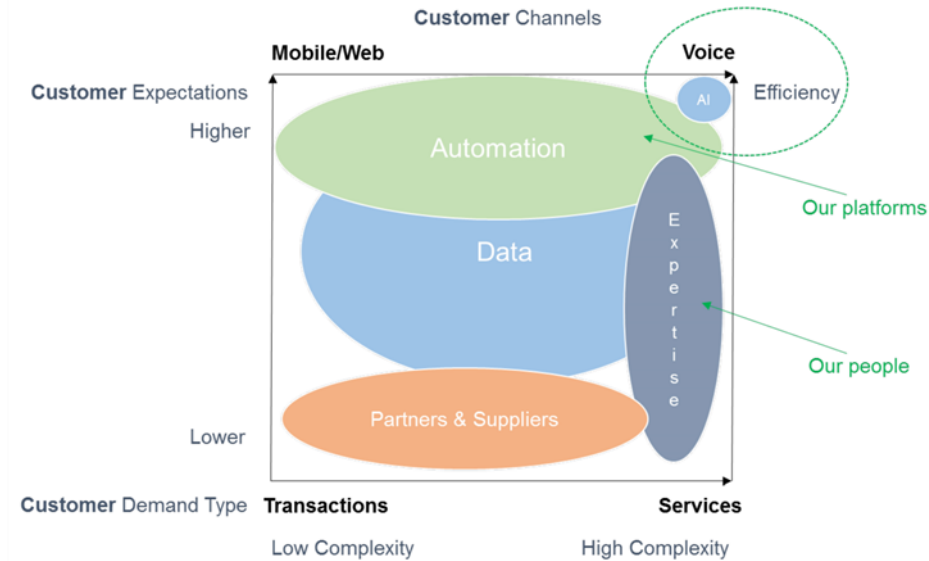 Customer Channels
Mobile/Web
Voice
Customer Expectations
AI
Efficiency
Higher
Automation
Our platforms
Data
Expertise
Our people
Partners & Suppliers
Lower
Customer Demand Type
Transactions
Services
Low Complexity
High Complexity